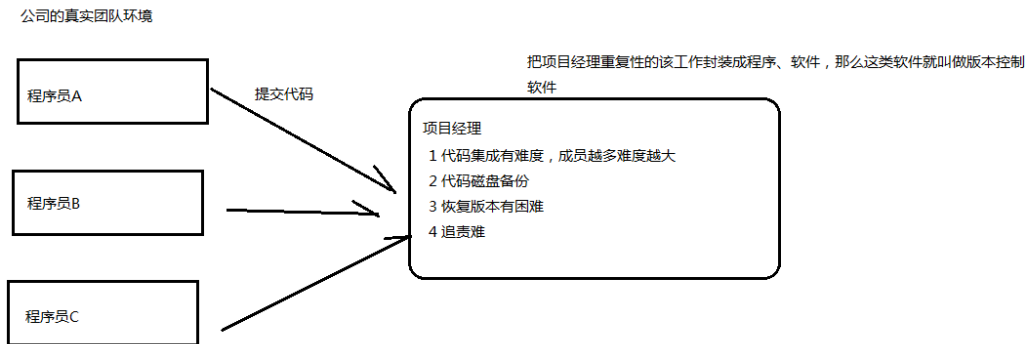 公司的真实团队环境
把项目经理重复性的该工作封装成程序、软件，那么这类软件就叫做版本控制
软件
程序员A
提交代码
项目经理
1 代码集成有难度，成员越多难度越大
2 代码磁盘备份
3 恢复版本有困难
4 追责难
程序员B
程序员C